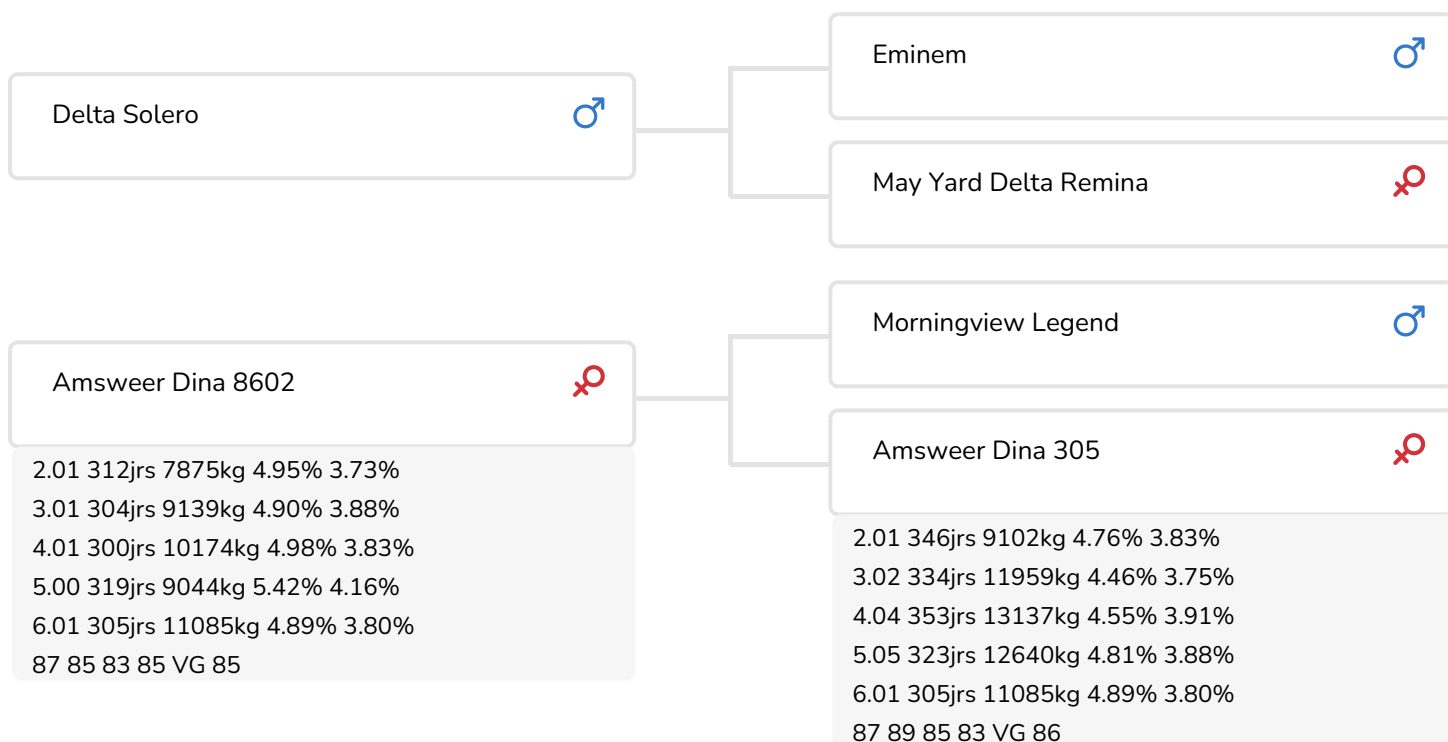 Delta Solero
Eminem
May Yard Delta Remina
Amsweer Dina 8602
2.01 312jrs 7875kg 4.95% 3.73%
3.01 304jrs 9139kg 4.90% 3.88%
4.01 300jrs 10174kg 4.98% 3.83%
5.00 319jrs 9044kg 5.42% 4.16%
6.01 305jrs 11085kg 4.89% 3.80%
87 85 83 85 VG 85
Morningview Legend
Amsweer Dina 305
2.01 346jrs 9102kg 4.76% 3.83%
3.02 334jrs 11959kg 4.46% 3.75%
4.04 353jrs 13137kg 4.55% 3.91%
5.05 323jrs 12640kg 4.81% 3.88%
6.01 305jrs 11085kg 4.89% 3.80%
87 89 85 83 VG 86